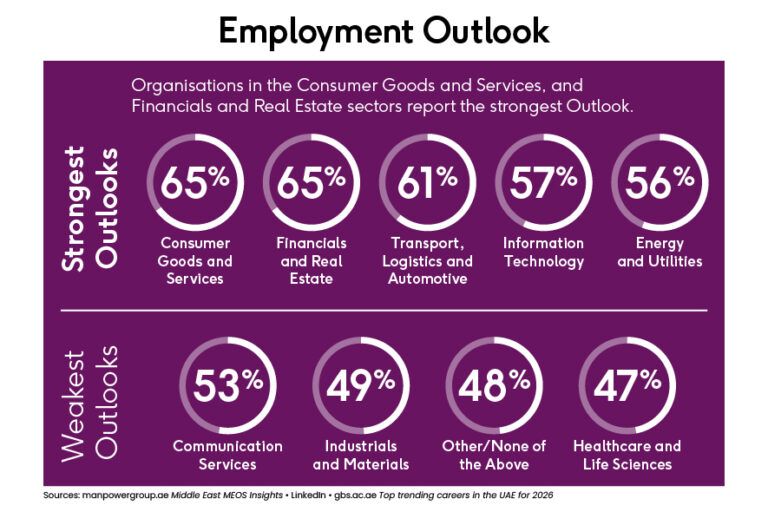 Employment Outlook
Organisations in the Consumer Goods and Services, and
Financials and Real Estate sectors report the strongest Outlook.
Strongest
Outlooks
65%
Consumer
Goods and
Services
65%
Financials
and Real
Estate
61%
Transport,
Logistics and
Automotive
57%
Information
Technology
56%
Energy
and Utilities
Weakest
Outlooks
53%
Communication
Services
49%
Industrials
and Materials
48%
Other/None of
the Above
47%
Healthcare and
Life Sciences
Sources: manpowergroup.ae Middle East MEOS Insights • LinkedIn • gbs.ac.ae Top trending careers in the UAE for 2026